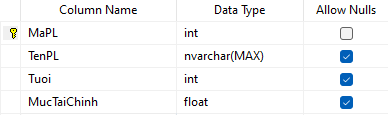 Column Name Data Type Allow Nulls
MaPL int
TenPL nvarchar(MAX)
Tuoi int
MucTaiChinh float